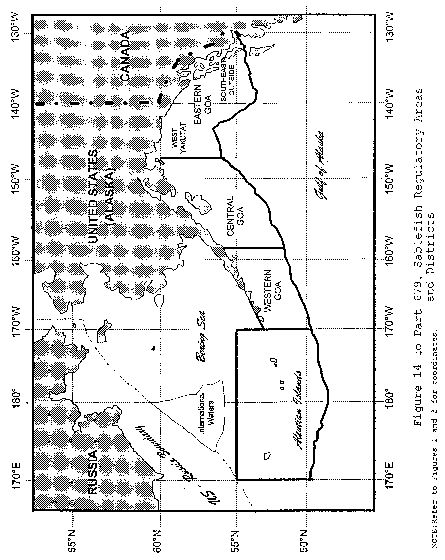 130°W
140°W
150°W
160°W
170°W
180°
170°E
CANADA
UNITED STATES
(ALASKA)
RUSSIA
WEST
YAKUTAT
EASTERN
GOA
SOUTHEAST
OUTSIDE
CENTRAL
GOA
WESTERN
GOA
Gulf of Alaska
Bering Sea
International
Waters
Aleutian Islands
US
Russia Boundary
65°N
60°N
55°N
50°N
130°W
140°W
150°W
160°W
170°W
180°
170°E
Figure 14 to Part 679. Sablefish Regulatory Areas
and Districts
NOTE: Refer to Figures 1 and 3 for coordinates.